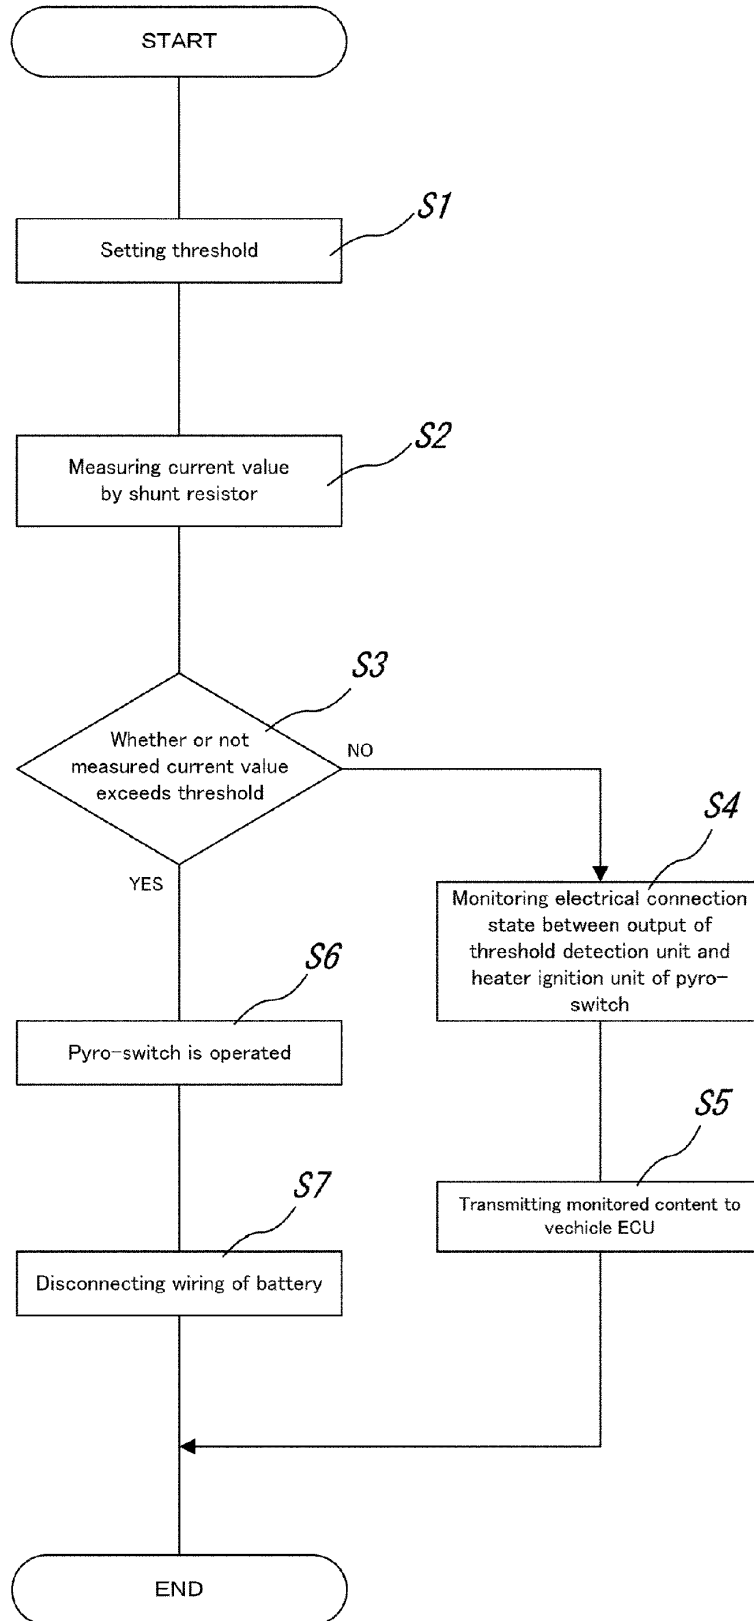 START
S1
Setting threshold
S2
Measuring current value
by shunt resistor
S3
Whether or not
measured current value
exceeds threshold
NO
YES
S4
Monitoring electrical connection
state between output of
threshold detection unit and
heater ignition unit of pyro-
switch
S6
Pyro-switch is operated
S5
Transmitting monitored content to
vechicle ECU
S7
Disconnecting wiring of battery
END